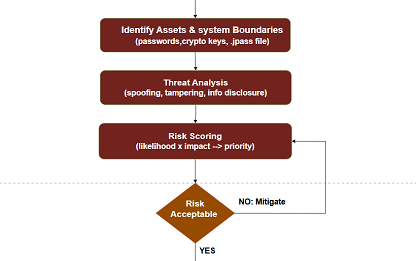 Identify Assets & system Boundaries
(passwords,crypto keys, .jpass file)
Threat Analysis
(spoofing, tampering, info disclosure)
Risk Scoring
(likelihood x impact --> priority)
Risk
Acceptable
NO: Mitigate
YES